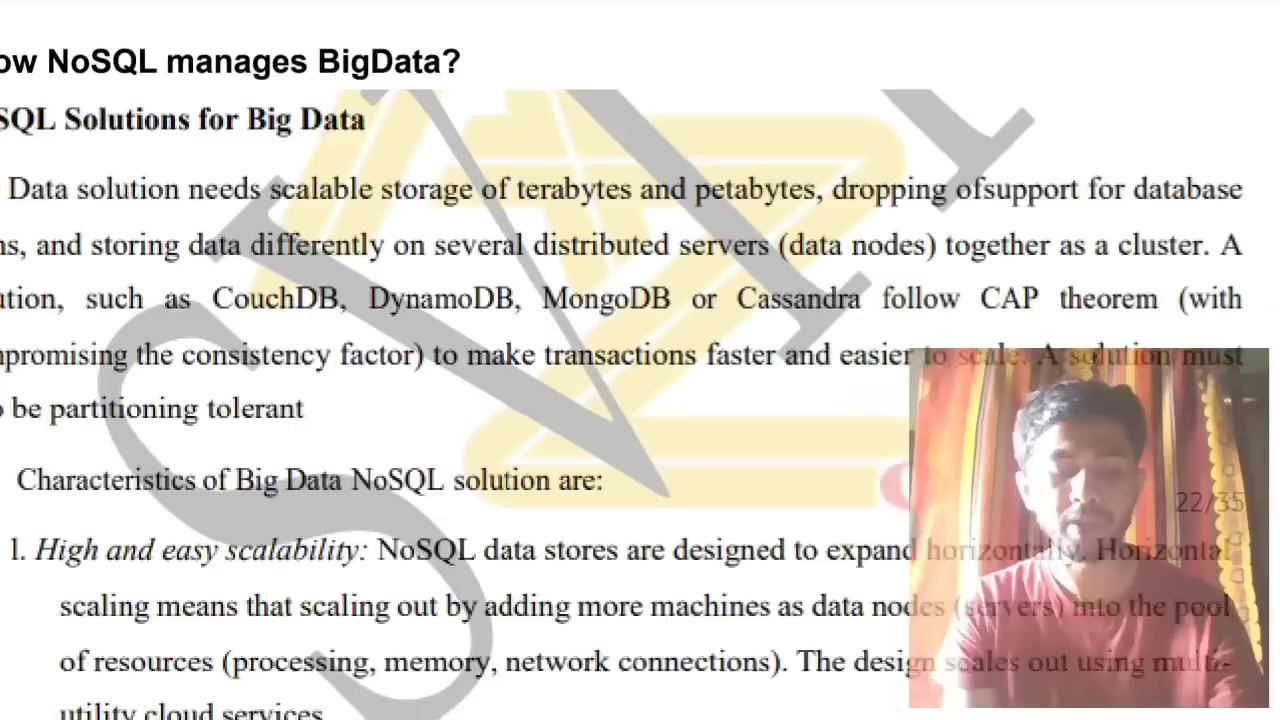 ow NoSQL manages BigData?
SQL Solutions for Big Data
Data solution needs scalable storage of terabytes and petabytes, dropping ofsupport for database
ns, and storing data differently on several distributed servers (data nodes) together as a cluster. A
ution, such as CouchDB, DynamoDB, MongoDB or Cassandra follow CAP theorem (with
mpromising the consistency factor) to make transactions faster and easier to scale. A solution must
o be partitioning tolerant
Characteristics of Big Data NoSQL solution are:
22/35
l. High and easy scalability: NoSQL data stores are designed to expand horizontally. Horizontal
scaling means that scaling out by adding more machines as data nodes (servers) into the pool
of resources (processing, memory, network connections). The design scales out using multi-
utility cloud services.